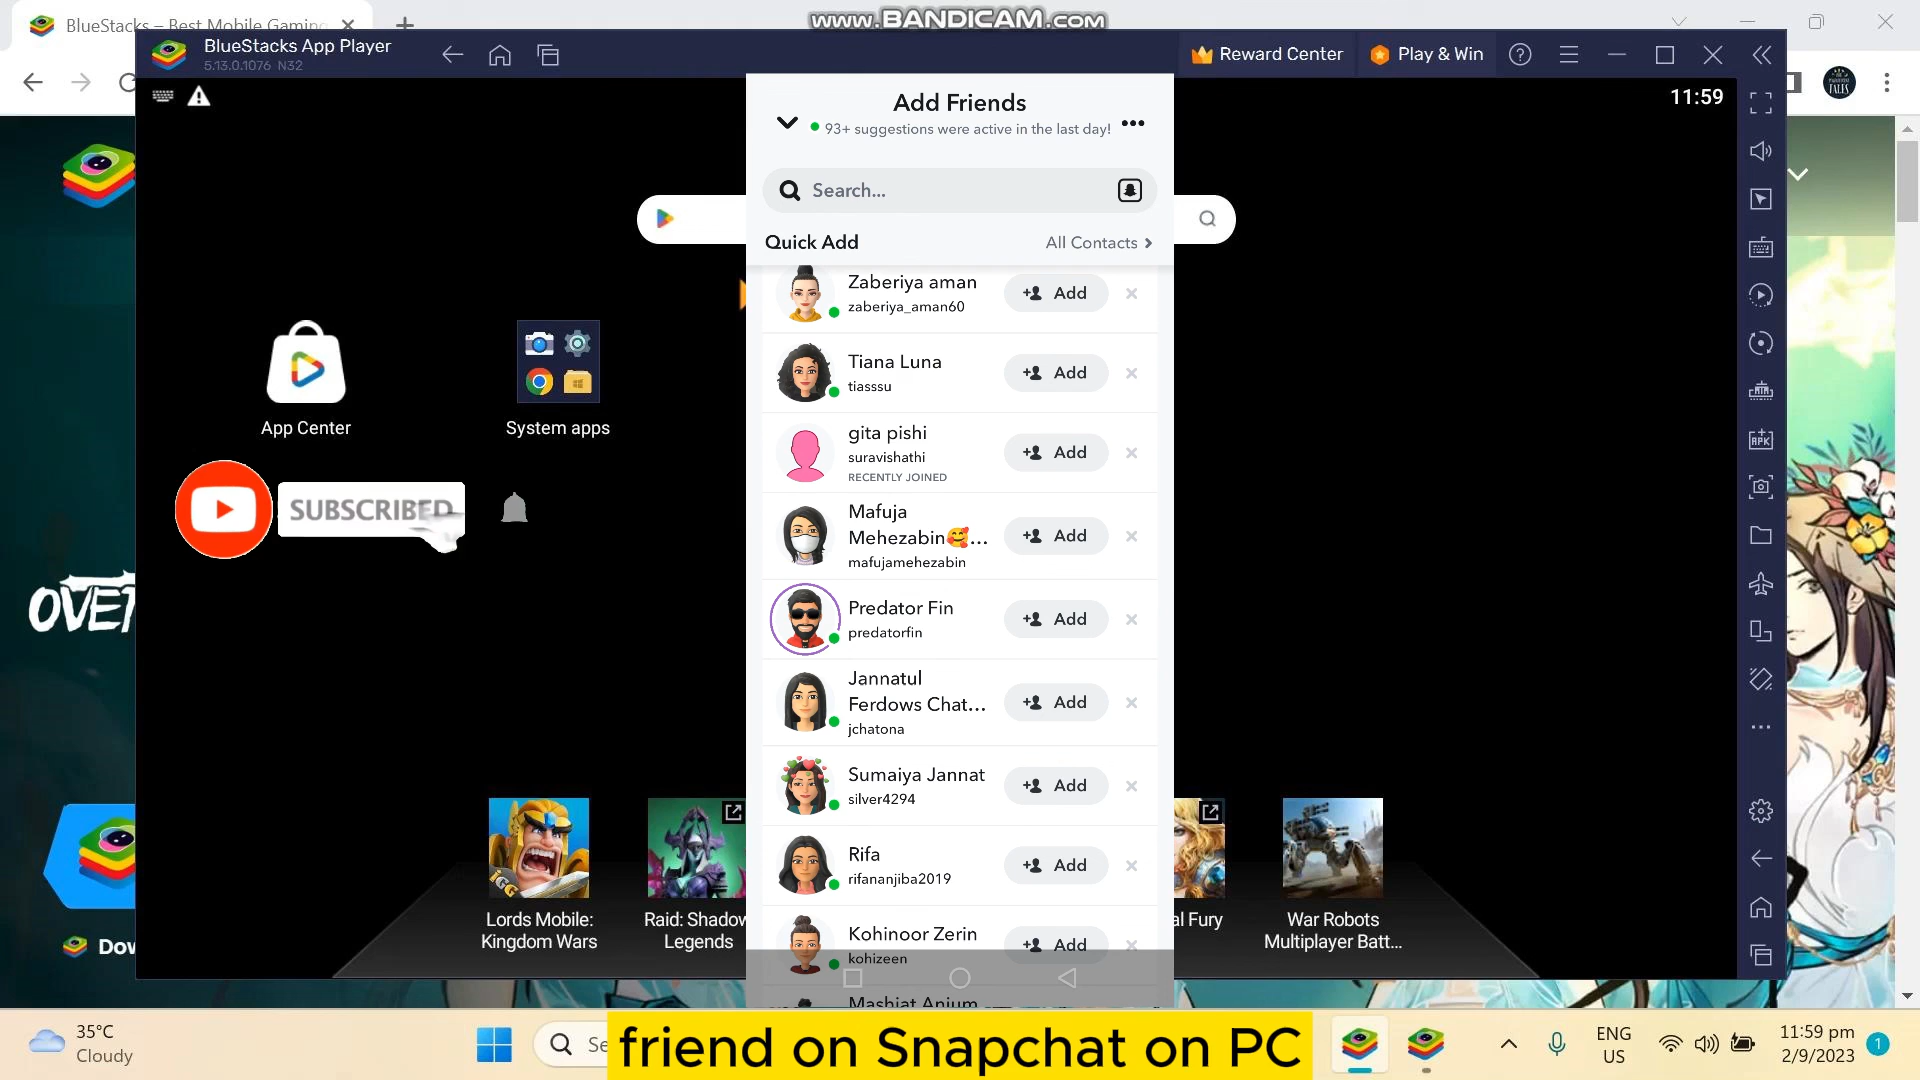 BlueStacks – Best Mobile Gaming
www.BANDICAM.com
BlueStacks App Player
5.13.0.1076 N32
Reward Center
Play & Win
11:59
Add Friends
93+ suggestions were active in the last day!
Search...
Quick Add
All Contacts
Zaberiya aman
zaberiya_aman60
Add
Tiana Luna
tiasssu
Add
gita pishi
suravishathi
RECENTLY JOINED
Add
Mafuja
Mehezabin🥰...
mafujamehezabin
Add
Predator Fin
predatorfin
Add
Jannatul
Ferdows Chat...
jchatona
Add
Sumaiya Jannat
silver4294
Add
Rifa
rifananjiba2019
Add
Kohinoor Zerin
kohizeen
Add
Mashiat Anjum
App Center
System apps
SUBSCRIBED
OVE
IGG
Lords Mobile:
Kingdom Wars
Raid: Shadow
Legends
al Fury
War Robots
Multiplayer Batt...
Dow
35°C
Cloudy
Se
friend on Snapchat on PC
ENG
US
11:59 pm
2/9/2023
1